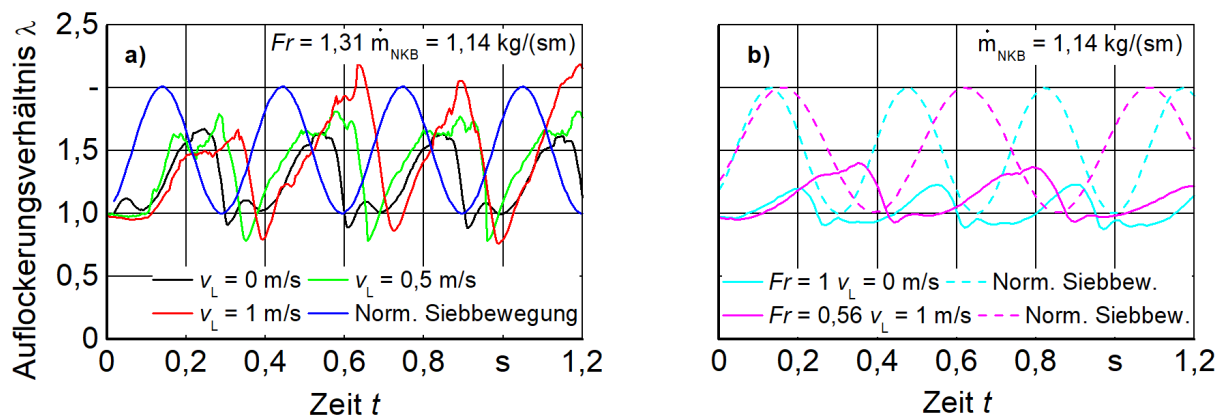 Auflockerungsverhältnis λ
2,5
-
1,5
1,0
0,5
0
a)
Fr = 1,31 ṁNKB = 1,14 kg/(sm)
vL = 0 m/s
vL = 0,5 m/s
vL = 1 m/s
Norm. Siebbewegung
0 0,2 0,4 0,6 0,8 s 1,2
Zeit t
b)
ṁNKB = 1,14 kg/(sm)
Fr = 1 vL = 0 m/s
Norm. Siebbew.
Fr = 0,56 vL = 1 m/s
Norm. Siebbew.
0 0,2 0,4 0,6 0,8 s 1,2
Zeit t